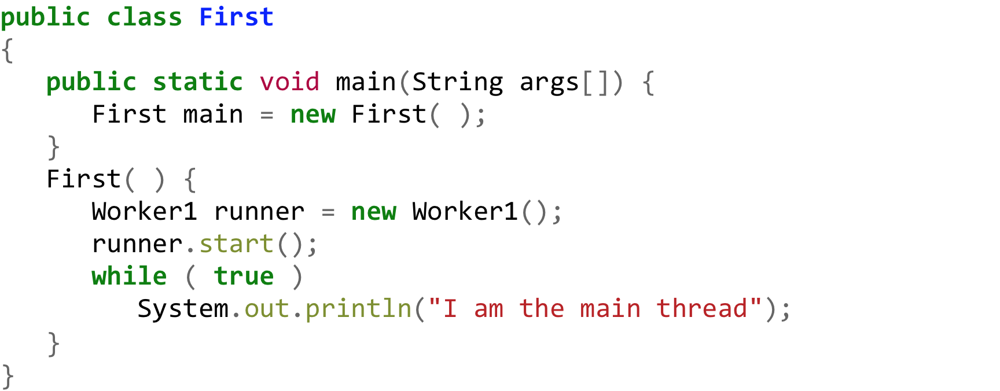 public class First
{
   public static void main(String args[]) {
      First main = new First( );
   }
   First( ) {
      Worker1 runner = new Worker1();
      runner.start();
      while ( true )
         System.out.println("I am the main thread");
   }
}